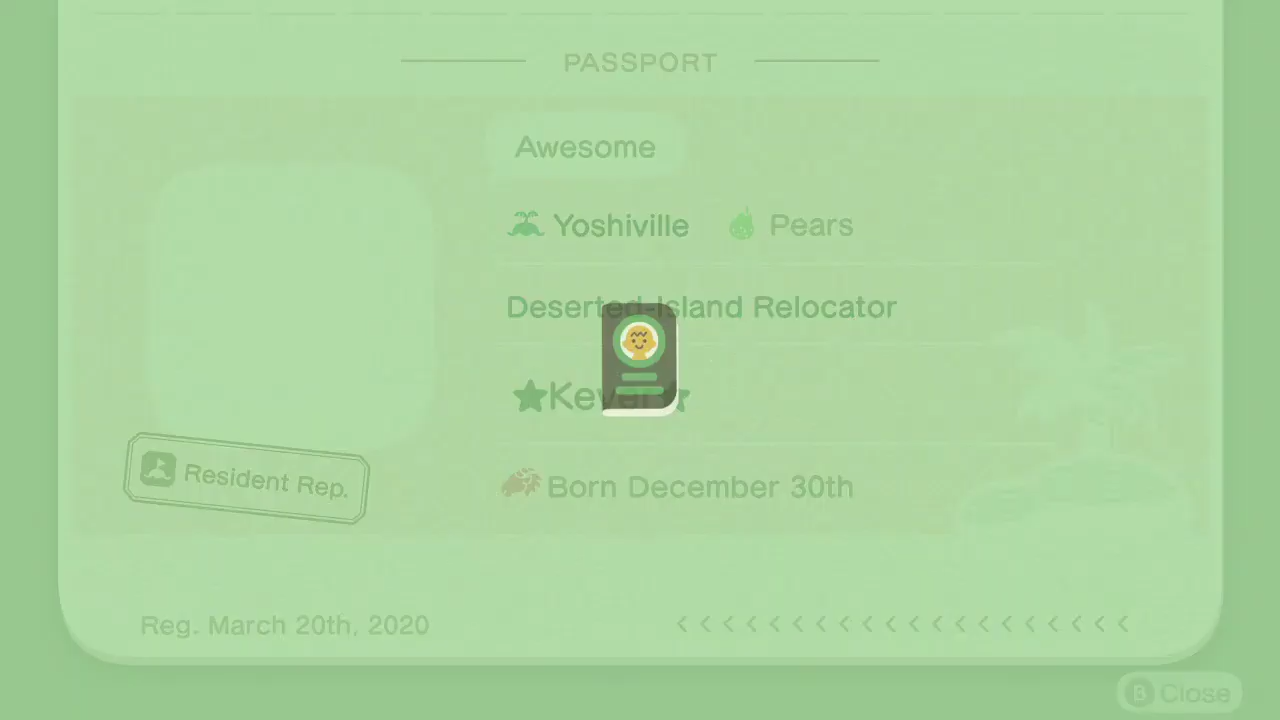 PASSPORT
Awesome
Yoshiville Pears
Deserted-Island Relocator
Born December 30th
Resident Rep.
Reg. March 20th, 2020
< < < < < < < < < < < < < < < < < < < <
B Close